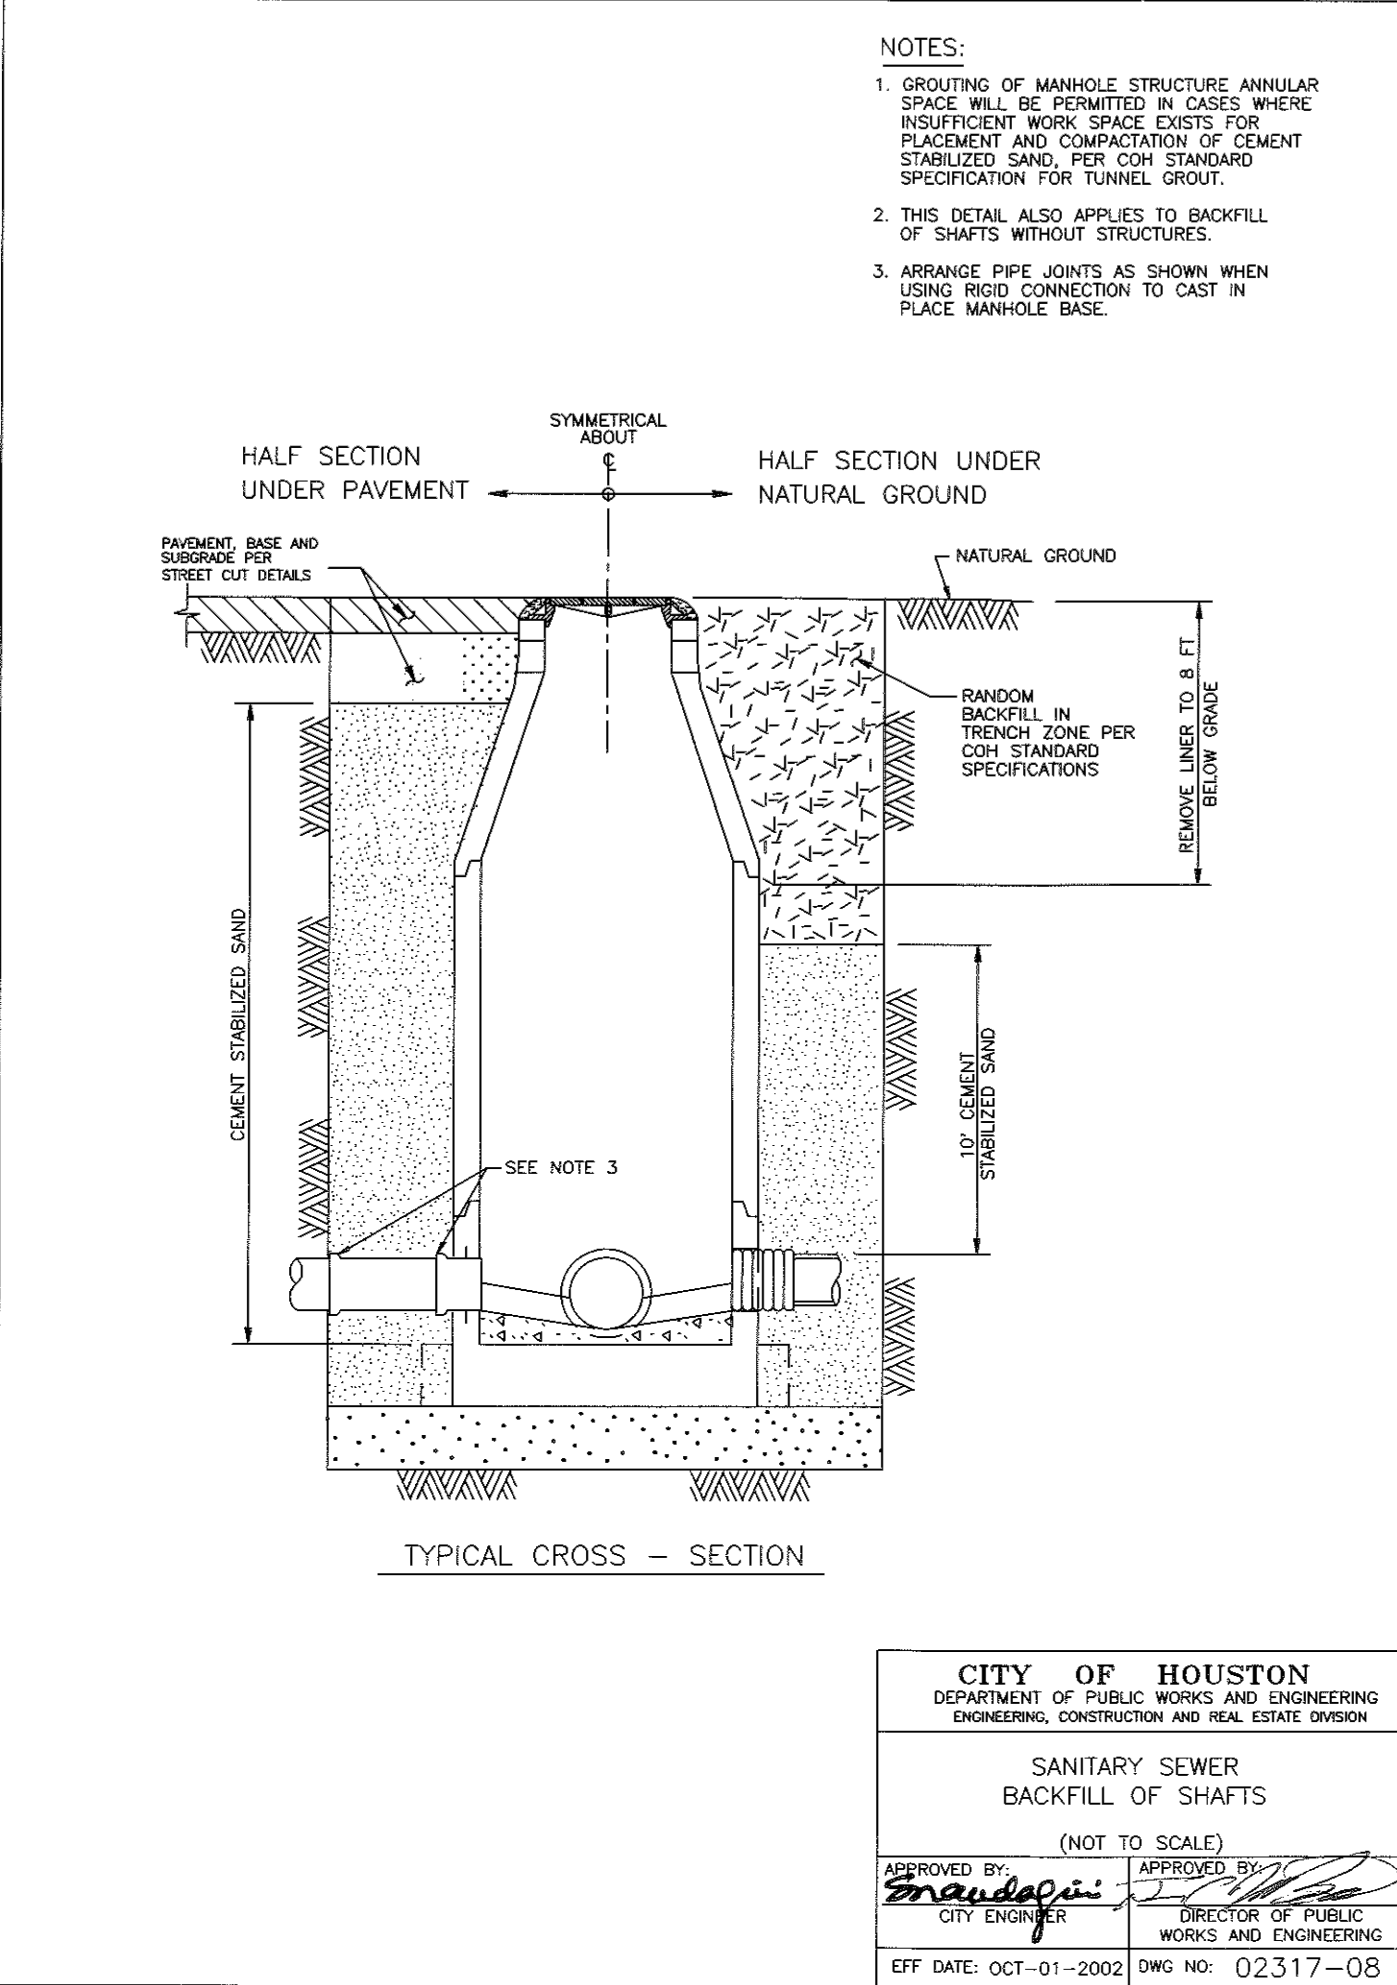 NOTES:
1. GROUTING OF MANHOLE STRUCTURE ANNULAR
SPACE WILL BE PERMITTED IN CASES WHERE
INSUFFICIENT WORK SPACE EXISTS FOR
PLACEMENT AND COMPACTATION OF CEMENT
STABILIZED SAND, PER COH STANDARD
SPECIFICATION FOR TUNNEL GROUT.
2. THIS DETAIL ALSO APPLIES TO BACKFILL
OF SHAFTS WITHOUT STRUCTURES.
3. ARRANGE PIPE JOINTS AS SHOWN WHEN
USING RIGID CONNECTION TO CAST IN
PLACE MANHOLE BASE.
SYMMETRICAL
ABOUT
℄
HALF SECTION
UNDER PAVEMENT
HALF SECTION UNDER
NATURAL GROUND
PAVEMENT, BASE AND
SUBGRADE PER
STREET CUT DETAILS
NATURAL GROUND
RANDOM
BACKFILL IN
TRENCH ZONE PER
COH STANDARD
SPECIFICATIONS
REMOVE LINER TO 8 FT
BELOW GRADE
CEMENT STABILIZED SAND
10' CEMENT
STABILIZED SAND
SEE NOTE 3
TYPICAL CROSS – SECTION
CITY OF HOUSTON
DEPARTMENT OF PUBLIC WORKS AND ENGINEERING
ENGINEERING, CONSTRUCTION AND REAL ESTATE DIVISION
SANITARY SEWER
BACKFILL OF SHAFTS
(NOT TO SCALE)
APPROVED BY:
CITY ENGINEER
APPROVED BY:
DIRECTOR OF PUBLIC
WORKS AND ENGINEERING
EFF DATE: OCT-01-2002
DWG NO: 02317-08